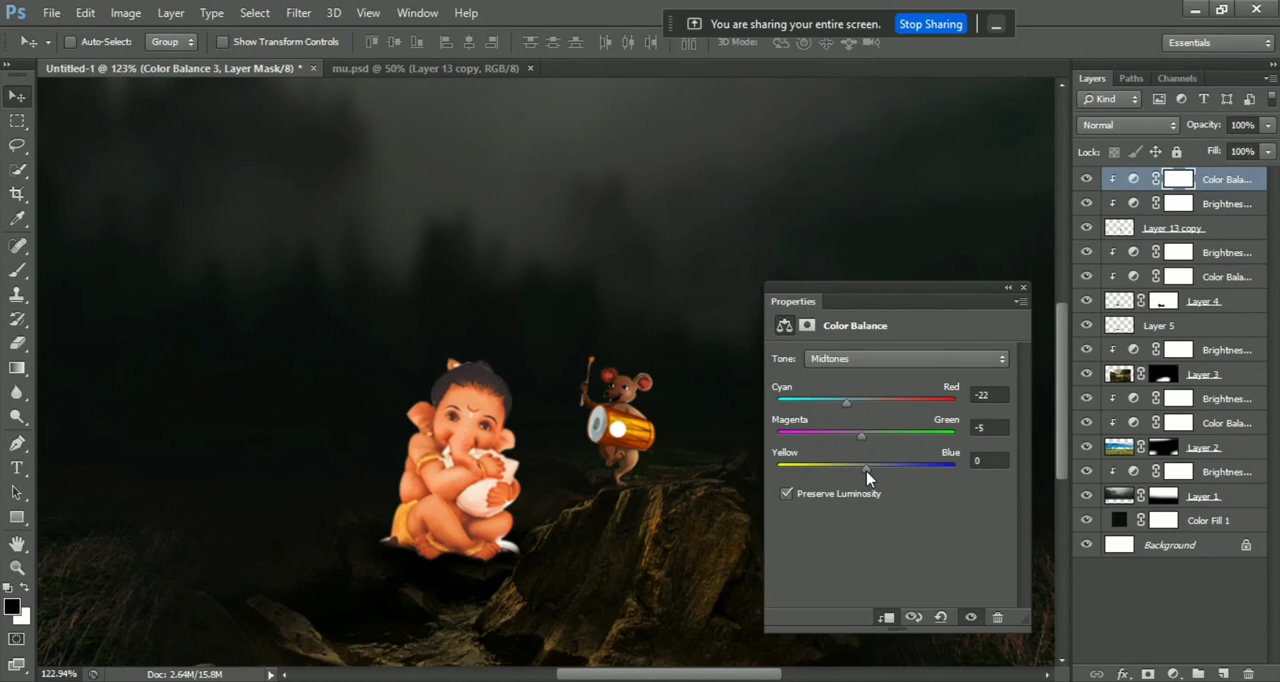 Ps File Edit Image Layer Type Select Filter 3D View Window Help
You are sharing your entire screen. Stop Sharing
Auto-Select: Group Show Transform Controls 3D Mode: Essentials
Untitled-1 @ 123% (Color Balance 3, Layer Mask/8) * × mu.psd @ 50% (Layer 13 copy, RGB/8) ×
Layers Paths Channels
Kind
Normal Opacity: 100%
Lock: Fill: 100%
Color Bala...
Brightnes...
Layer 13 copy
Brightnes...
Color Bala...
Layer 4
Layer 5
Brightnes...
Layer 3
Brightnes...
Color Bala...
Layer 2
Brightnes...
Layer 1
Color Fill 1
Background
Properties
Color Balance
Tone: Midtones
Cyan Red -22
Magenta Green -5
Yellow Blue 0
Preserve Luminosity
122.94% Doc: 2.64M/15.8M